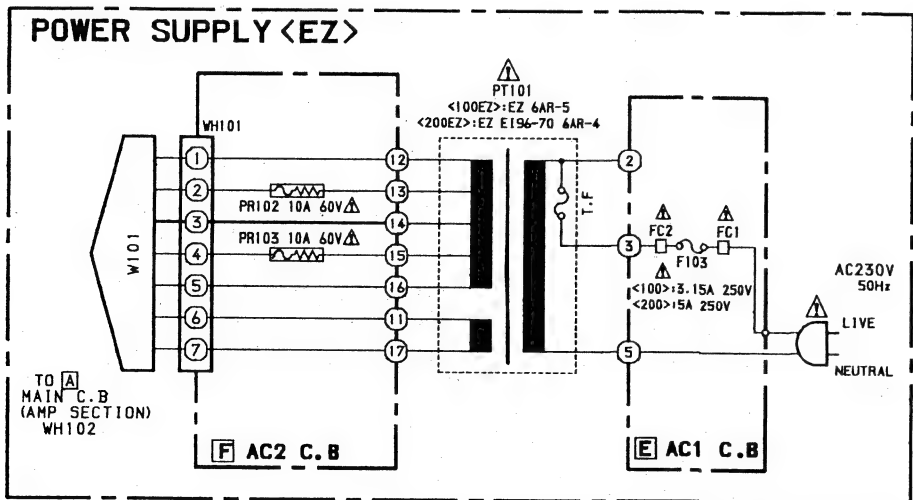 POWER SUPPLY <EZ>
PT101
<100EZ>:EZ 6AR-5
<200EZ>:EZ EI96-70 6AR-4
WH101
1
2
3
4
5
6
7
12
13
14
15
16
11
17
PR102 10A 60V
PR103 10A 60V
W101
T.F
2
3
5
FC2
FC1
F103
<100>:3.15A 250V
<200>:5A 250V
AC230V
50Hz
LIVE
NEUTRAL
TO A
MAIN C.B
(AMP SECTION)
WH102
F AC2 C.B
E AC1 C.B